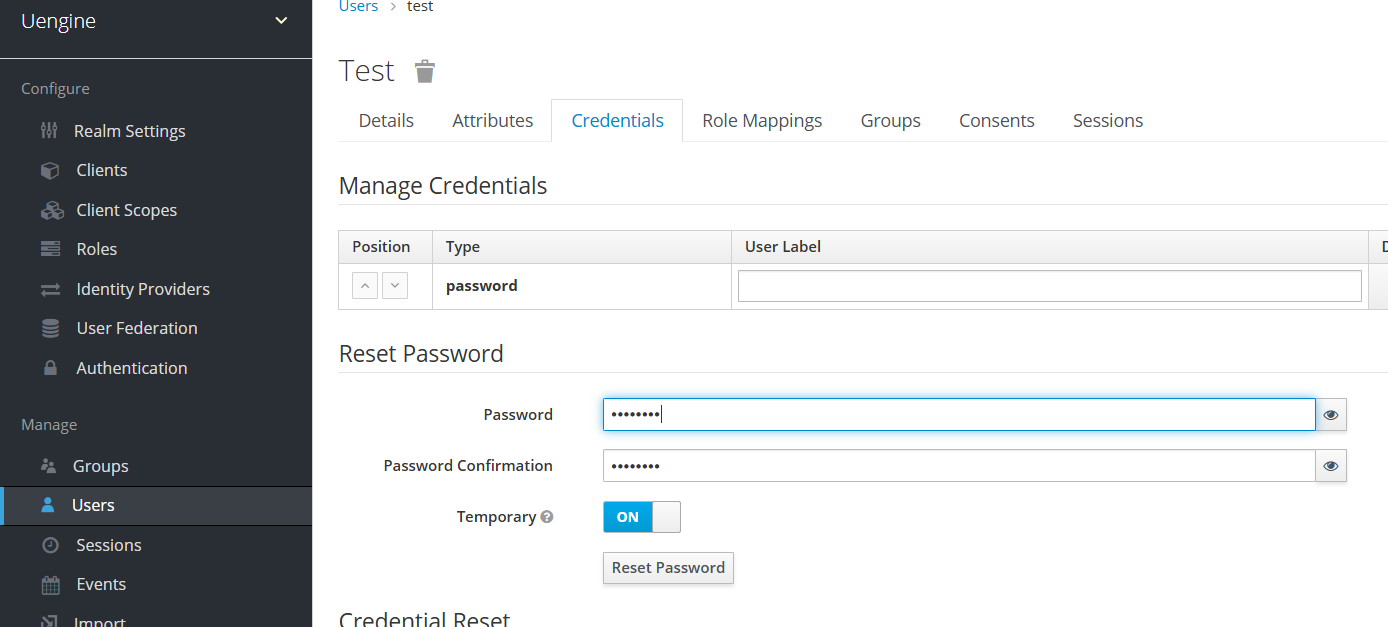 Uengine
Users > test
Test
Configure
Realm Settings
Clients
Client Scopes
Roles
Identity Providers
User Federation
Authentication
Manage
Groups
Users
Sessions
Events
Import
Details Attributes Credentials Role Mappings Groups Consents Sessions
Manage Credentials
Position Type User Label
password
Reset Password
Password ••••••••
Password Confirmation ••••••••
Temporary ? ON
Reset Password
Credential Reset